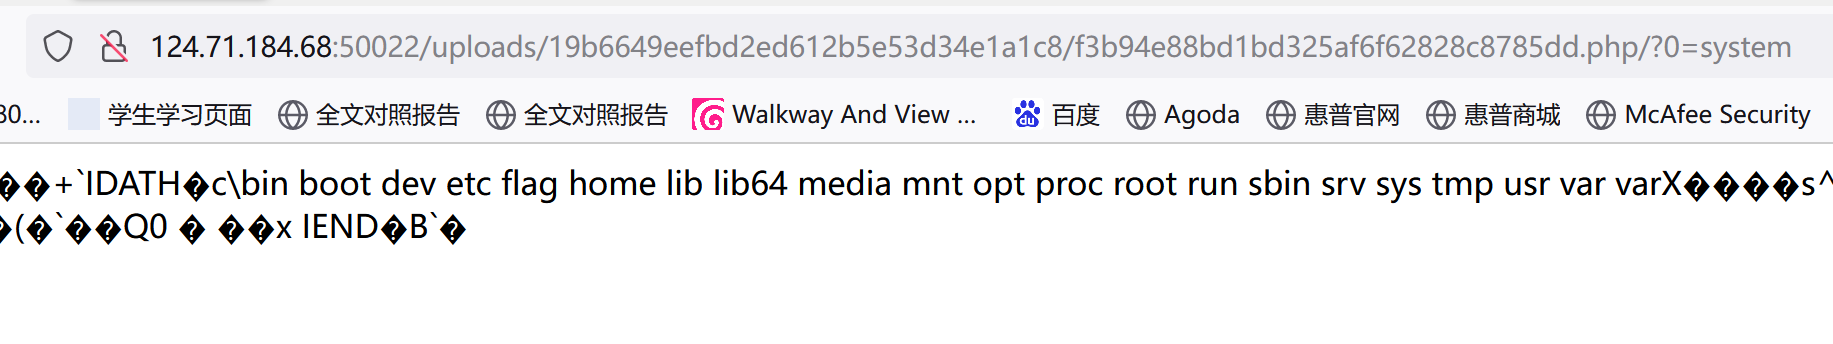 124.71.184.68:50022/uploads/19b6649eefbd2ed612b5e53d34e1a1c8/f3b94e88bd1bd325af6f62828c8785dd.php/?0=system
30... 学生学习页面 全文对照报告 全文对照报告 Walkway And View ... du 百度 Agoda 惠普官网 惠普商城 McAfee Security
��+`IDATH�c\bin boot dev etc flag home lib lib64 media mnt opt proc root run sbin srv sys tmp usr var varX����s^
�(�`��Q0 � ��x IEND�B`�